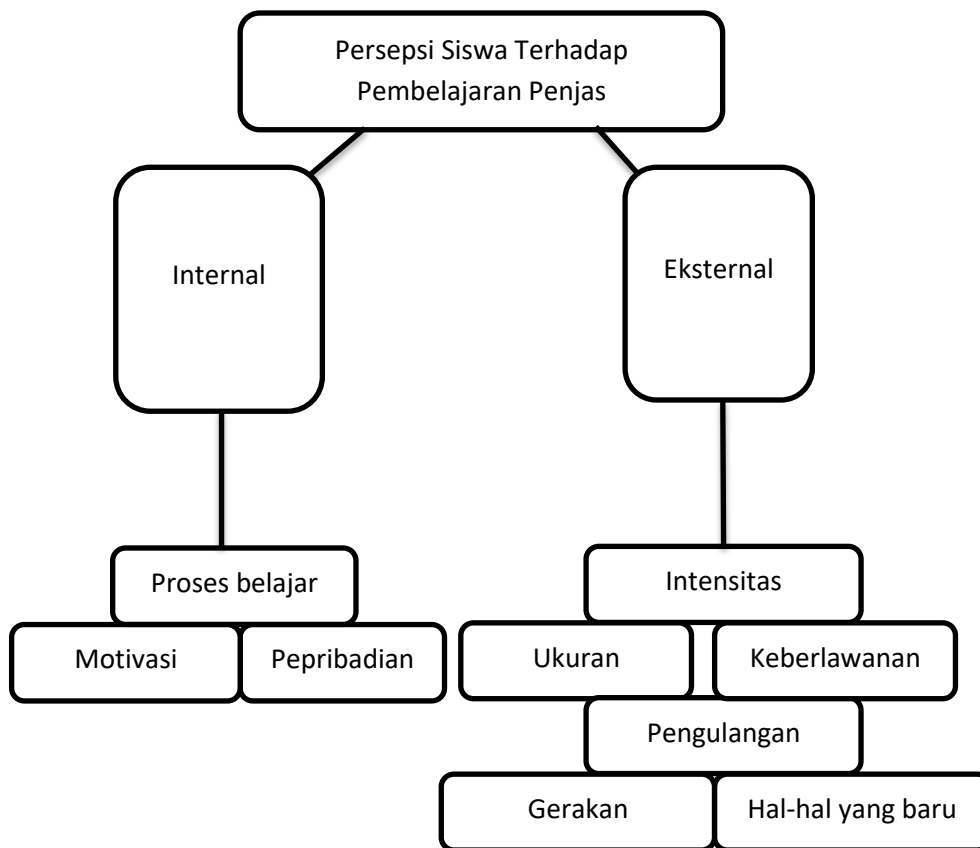 Persepsi Siswa Terhadap
Pembelajaran Penjas
Internal
Eksternal
Proses belajar
Motivasi
Pepribadian
Intensitas
Ukuran
Keberlawanan
Pengulangan
Gerakan
Hal-hal yang baru